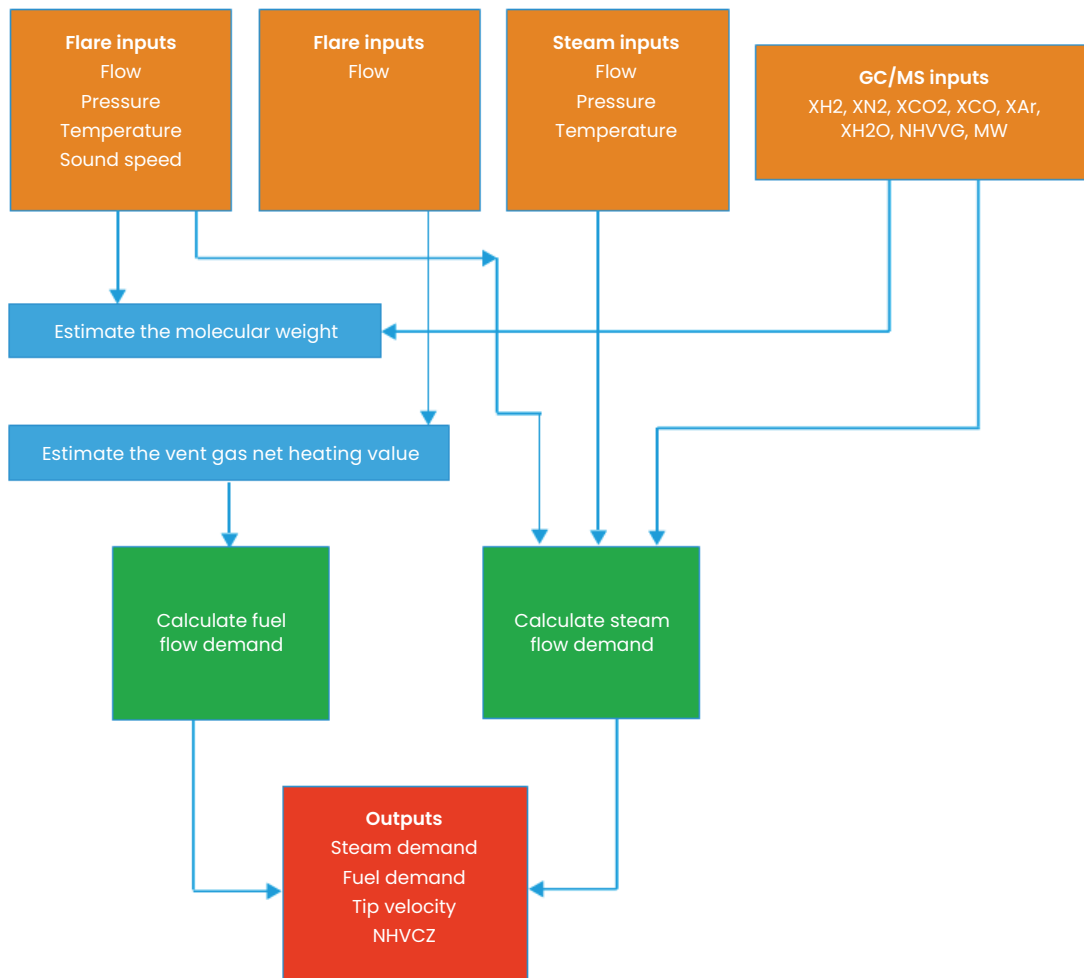 Flare inputs
Flow
Pressure
Temperature
Sound speed
Flare inputs
Flow
Steam inputs
Flow
Pressure
Temperature
GC/MS inputs
XH2, XN2, XCO2, XCO, XAr,
XH2O, NHVVG, MW
Estimate the molecular weight
Estimate the vent gas net heating value
Calculate fuel
flow demand
Calculate steam
flow demand
Outputs
Steam demand
Fuel demand
Tip velocity
NHVCZ